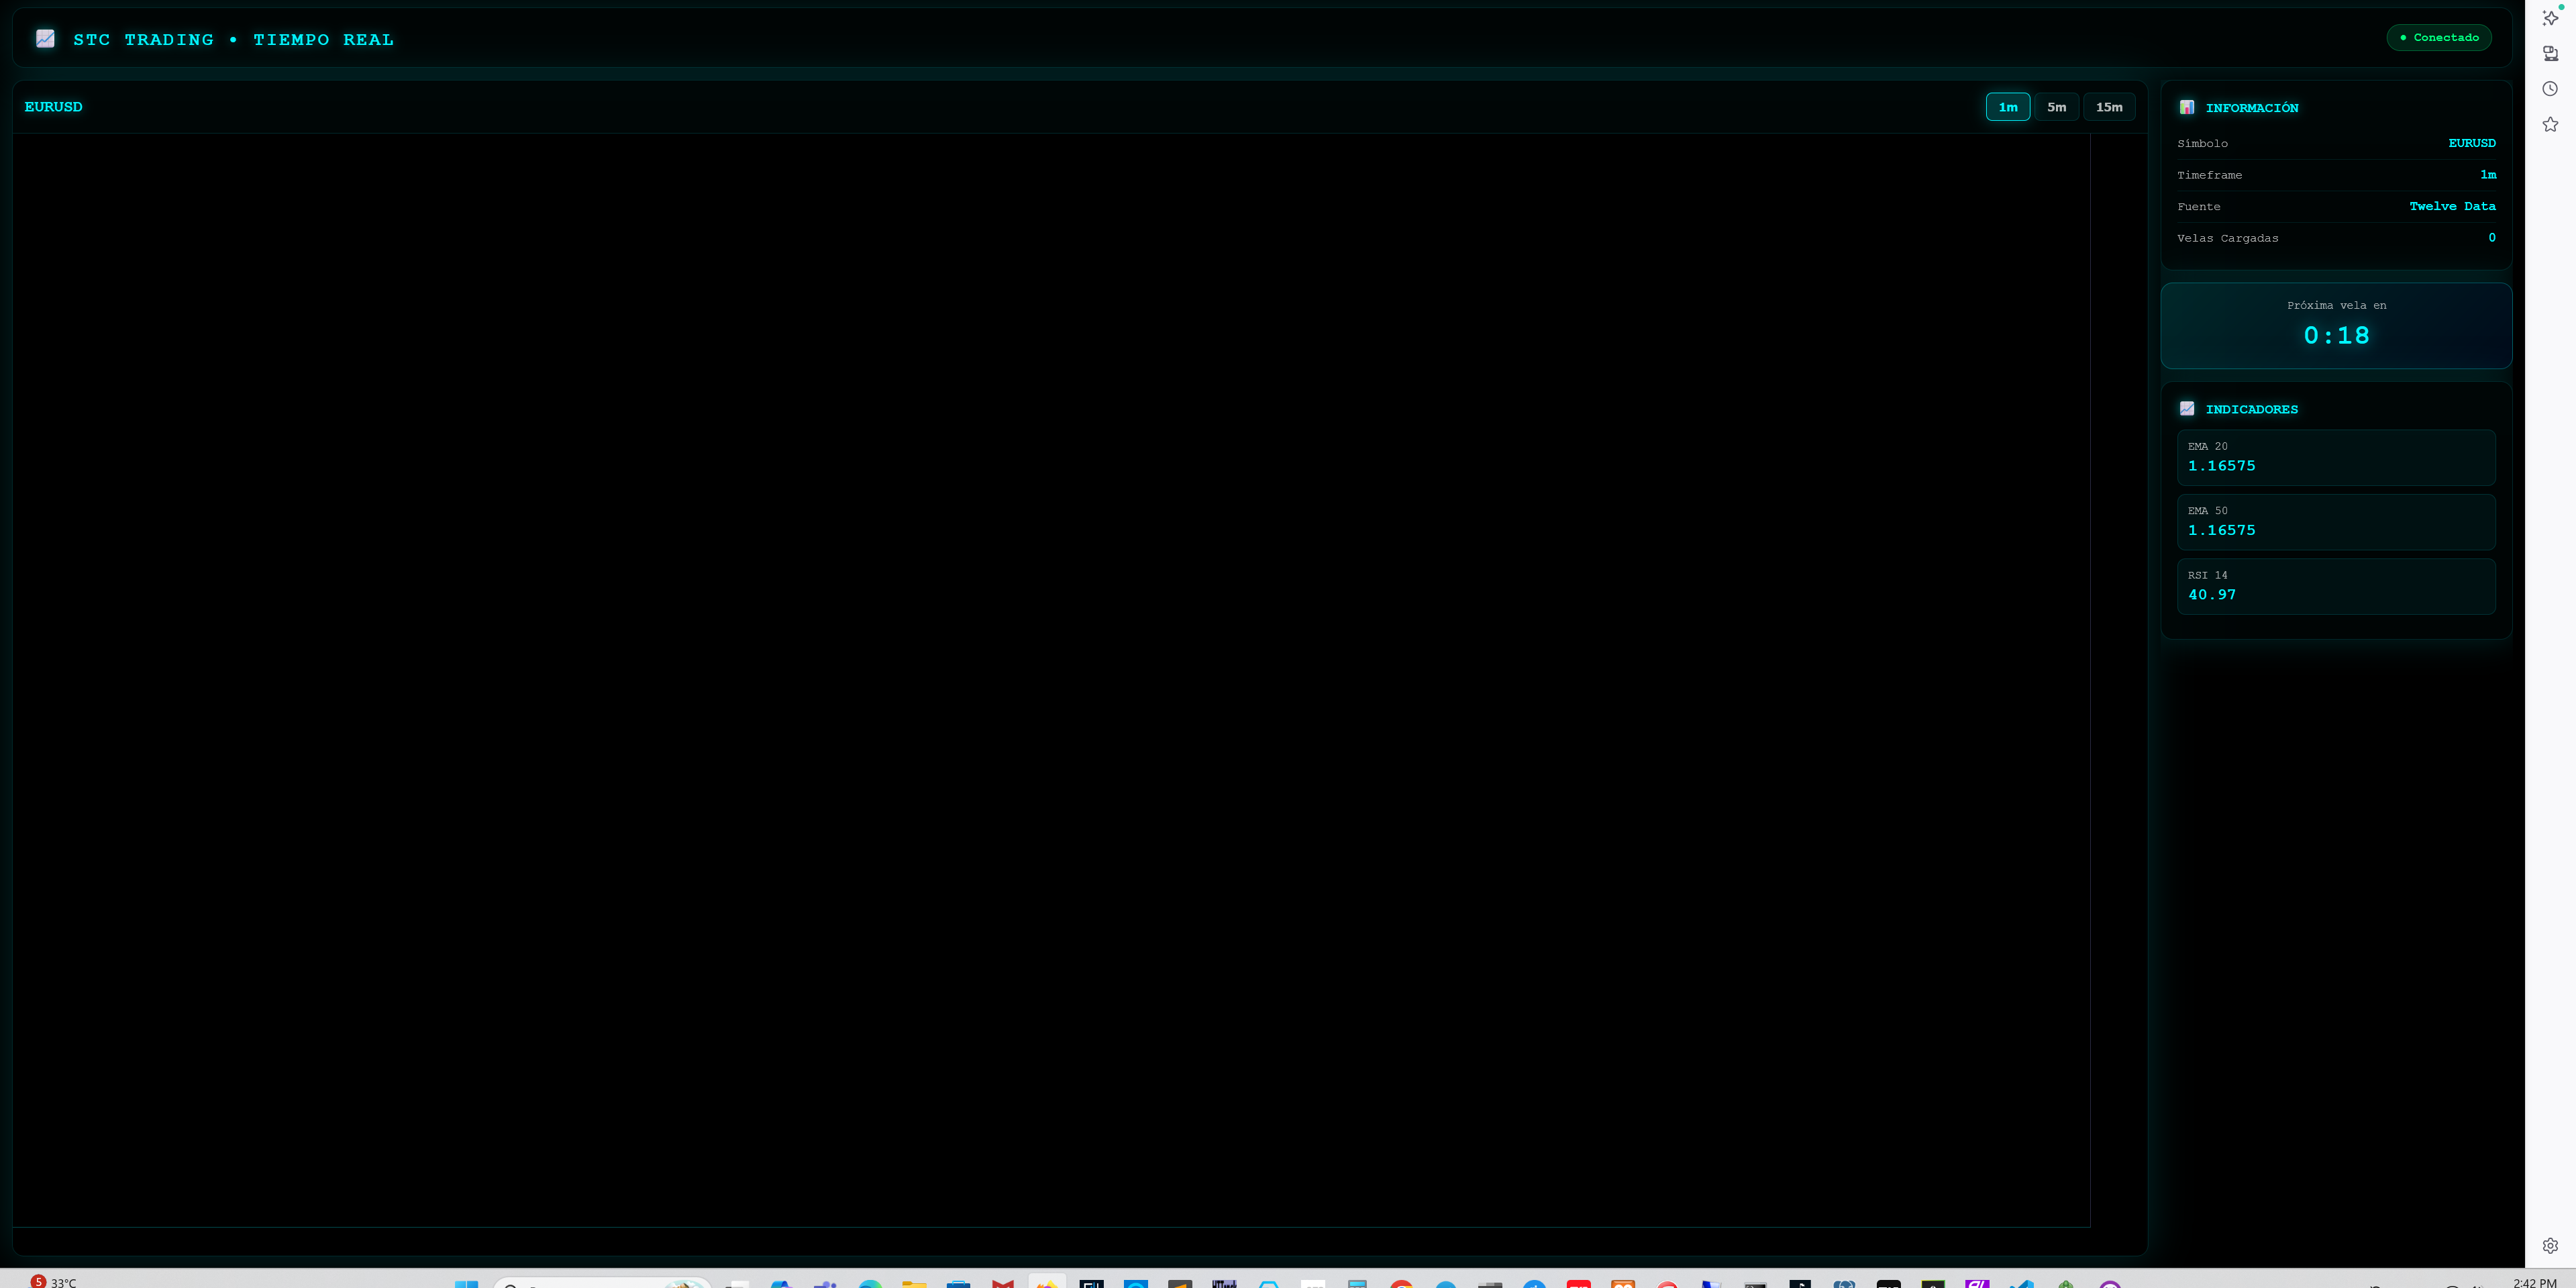 STC TRADING • TIEMPO REAL
● Conectado
EURUSD
1m 5m 15m
INFORMACIÓN
Símbolo EURUSD
Timeframe 1m
Fuente Twelve Data
Velas Cargadas 0
Próxima vela en
0:18
INDICADORES
EMA 20
1.16575
EMA 50
1.16575
RSI 14
40.97
5 33°C
2:42 PM